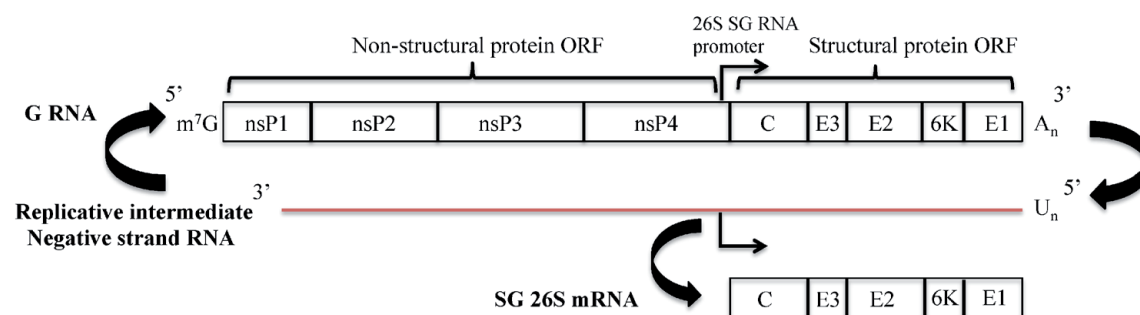 26S SG RNA
promoter
Non-structural protein ORF
Structural protein ORF
5’
3’
G RNA
m⁷G nsP1 nsP2 nsP3 nsP4 C E3 E2 6K E1 Aₙ
3’
5’
Replicative intermediate
Negative strand RNA
Uₙ
SG 26S mRNA
C E3 E2 6K E1